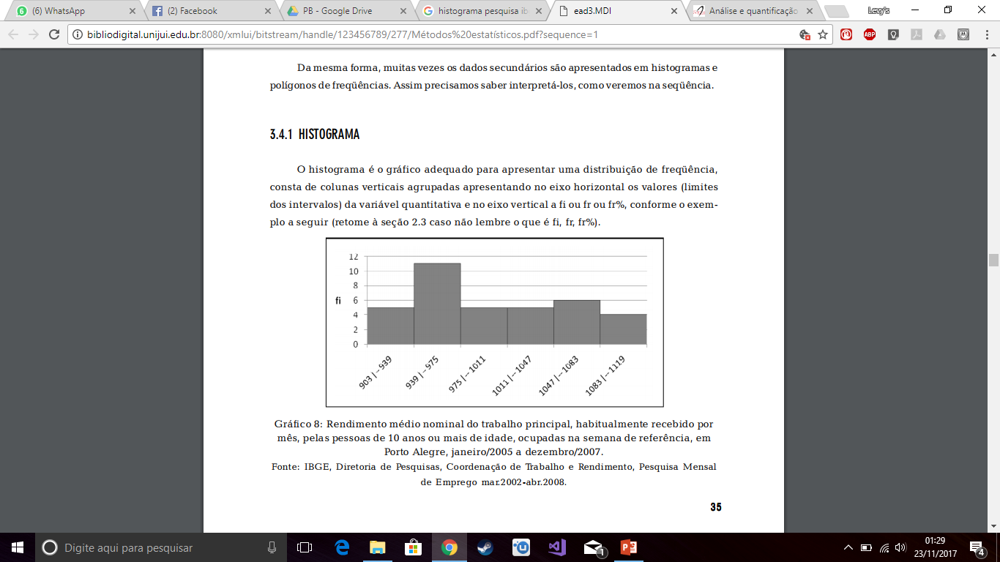 (6) WhatsApp
(2) Facebook
PB - Google Drive
histograma pesquisa ib
ead3.MDI
Análise e quantificação
Levy's
bibliodigital.unijui.edu.br:8080/xmlui/bitstream/handle/123456789/277/Métodos%20estatísticos.pdf?sequence=1
ABP
Da mesma forma, muitas vezes os dados secundários são apresentados em histogramas e
polígonos de freqüências. Assim precisamos saber interpretá-los, como veremos na seqüência.
3.4.1 HISTOGRAMA
O histograma é o gráfico adequado para apresentar uma distribuição de freqüência,
consta de colunas verticais agrupadas apresentando no eixo horizontal os valores (limites
dos intervalos) da variável quantitativa e no eixo vertical a fi ou fr ou fr%, conforme o exem-
plo a seguir (retome à seção 2.3 caso não lembre o que é fi, fr, fr%).
12
10
8
fi
6
4
2
0
903 |-- 939
939 |-- 975
975 |-- 1011
1011 |-- 1047
1047 |-- 1083
1083 |-- 1119
Gráfico 8: Rendimento médio nominal do trabalho principal, habitualmente recebido por
mês, pelas pessoas de 10 anos ou mais de idade, ocupadas na semana de referência, em
Porto Alegre, janeiro/2005 a dezembro/2007.
Fonte: IBGE, Diretoria de Pesquisas, Coordenação de Trabalho e Rendimento, Pesquisa Mensal
de Emprego mar.2002-abr.2008.
35
Digite aqui para pesquisar
1
01:29
23/11/2017
4